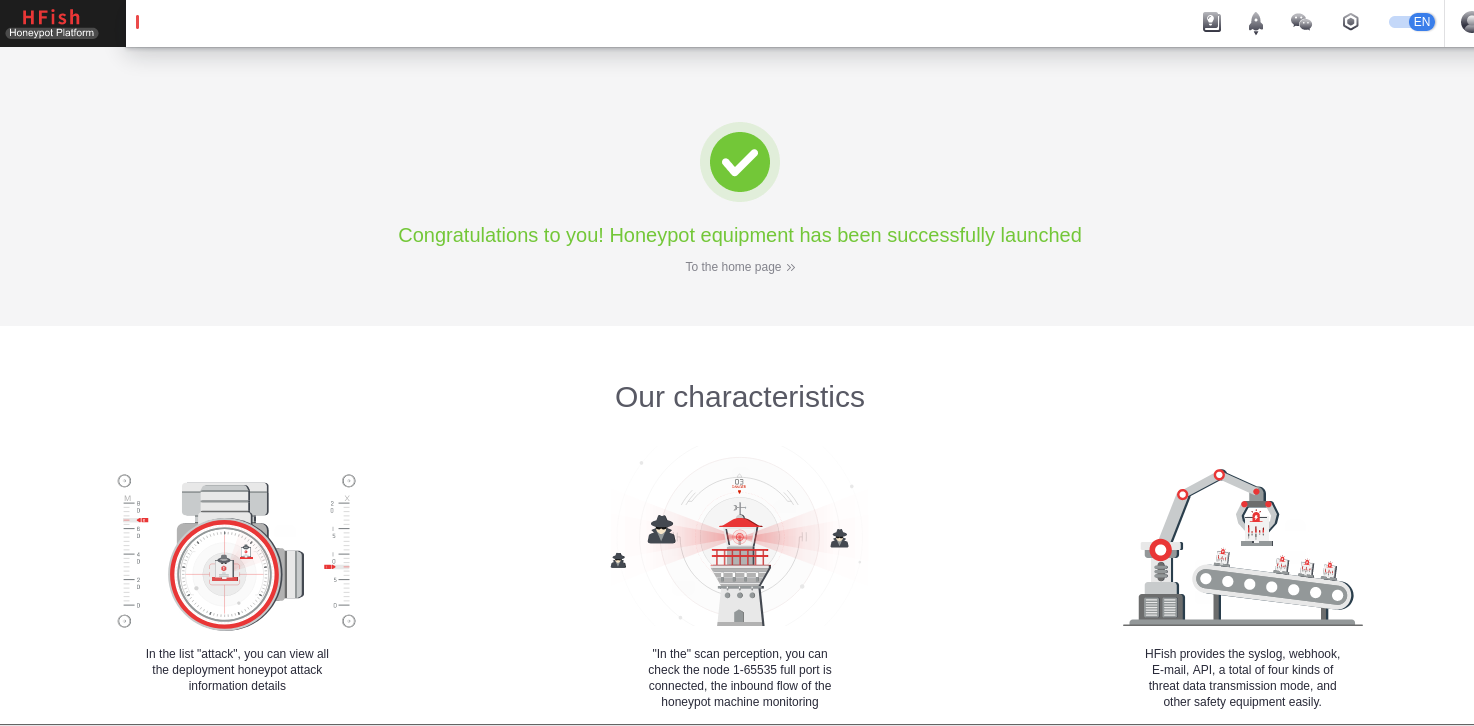 HFish
Honeypot Platform
EN
Congratulations to you! Honeypot equipment has been successfully launched
To the home page
Our characteristics
03
M
X
In the list "attack", you can view all
the deployment honeypot attack
information details
"In the" scan perception, you can
check the node 1-65535 full port is
connected, the inbound flow of the
honeypot machine monitoring
HFish provides the syslog, webhook,
E-mail, API, a total of four kinds of
threat data transmission mode, and
other safety equipment easily.